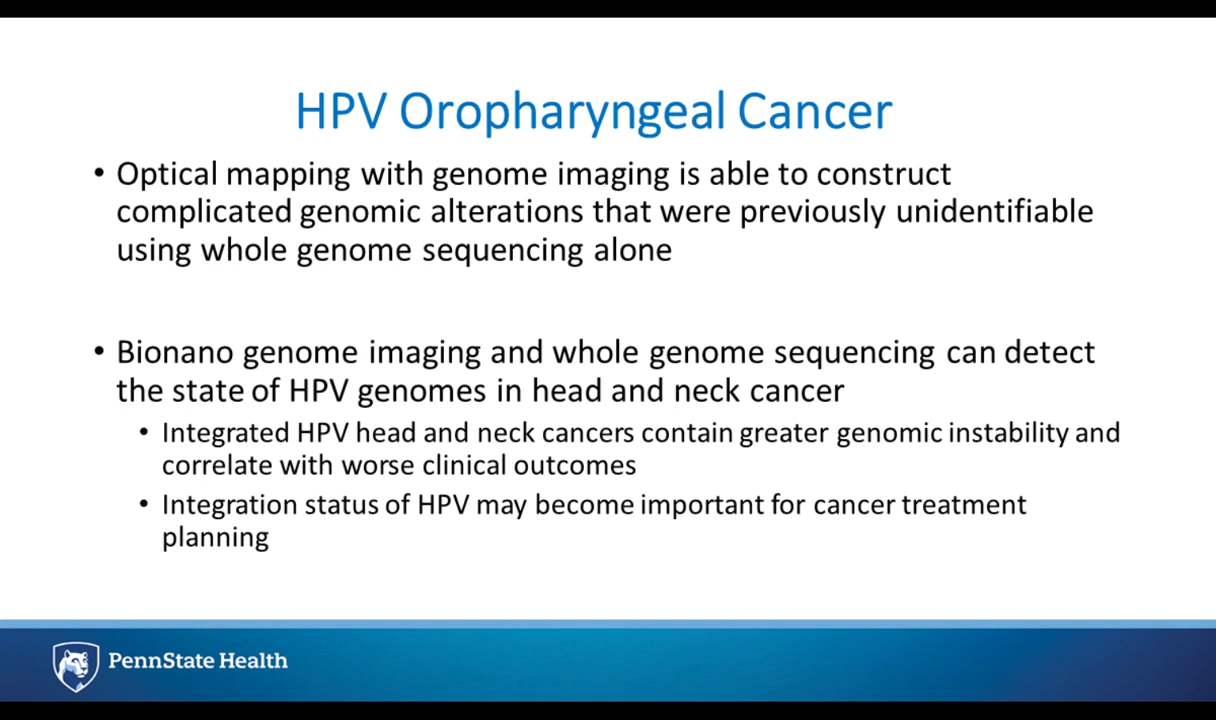 HPV Oropharyngeal Cancer
• Optical mapping with genome imaging is able to construct
complicated genomic alterations that were previously unidentifiable
using whole genome sequencing alone
• Bionano genome imaging and whole genome sequencing can detect
the state of HPV genomes in head and neck cancer
• Integrated HPV head and neck cancers contain greater genomic instability and
correlate with worse clinical outcomes
• Integration status of HPV may become important for cancer treatment
planning
PennState Health